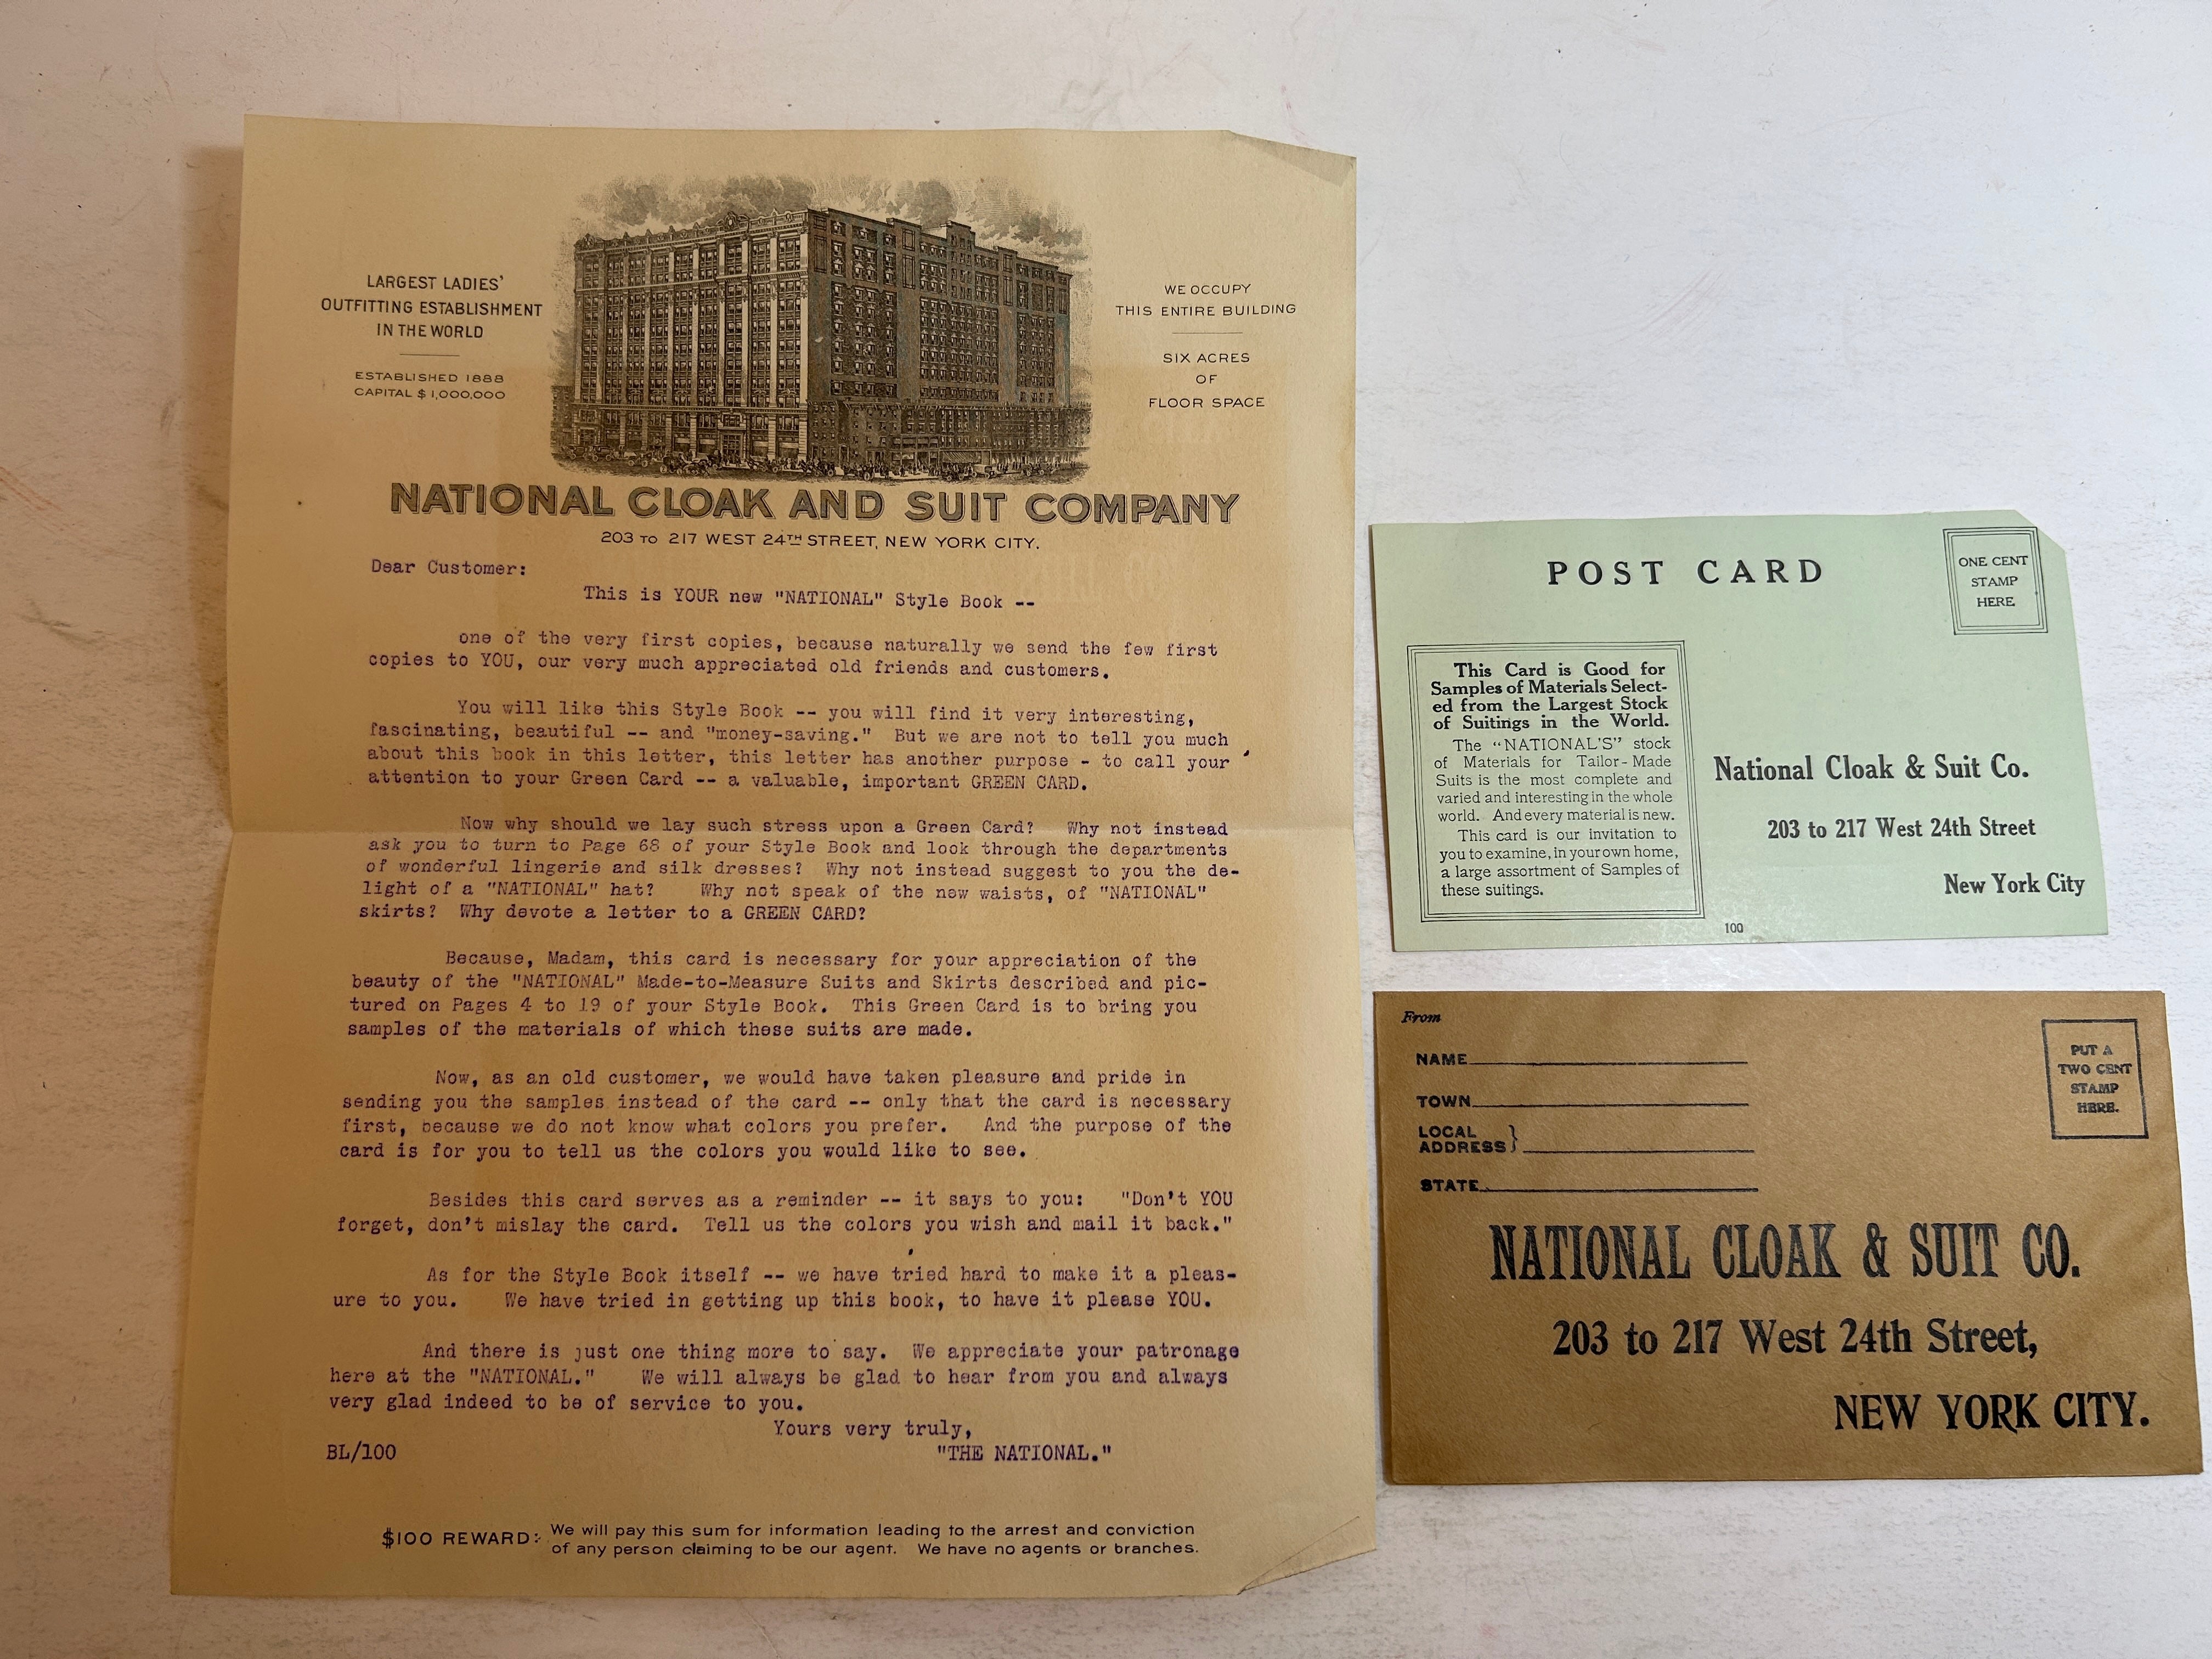 LARGEST LADIES'
OUTFITTING ESTABLISHMENT
IN THE WORLD
ESTABLISHED 1888
CAPITAL $1,000,000
WE OCCUPY
THIS ENTIRE BUILDING
SIX ACRES
OF
FLOOR SPACE
NATIONAL CLOAK AND SUIT COMPANY
203 TO 217 WEST 24TH STREET, NEW YORK CITY.
Dear Customer:
This is YOUR new "NATIONAL" Style Book --
one of the very first copies, because naturally we send the few first
copies to YOU, our very much appreciated old friends and customers.
You will like this Style Book -- you will find it very interesting,
fascinating, beautiful -- and "money-saving." But we are not to tell you much
about this book in this letter, this letter has another purpose - to call your
attention to your Green Card -- a valuable, important GREEN CARD.
Now why should we lay such stress upon a Green Card? Why not instead
ask you to turn to Page 68 of your Style Book and look through the departments
of wonderful lingerie and silk dresses? Why not instead suggest to you the de-
light of a "NATIONAL" hat? Why not speak of the new waists, of "NATIONAL"
skirts? Why devote a letter to a GREEN CARD?
Because, Madam, this card is necessary for your appreciation of the
beauty of the "NATIONAL" Made-to-Measure Suits and Skirts described and pic-
tured on Pages 4 to 19 of your Style Book. This Green Card is to bring you
samples of the materials of which these suits are made.
Now, as an old customer, we would have taken pleasure and pride in
sending you the samples instead of the card -- only that the card is necessary
first, because we do not know what colors you prefer. And the purpose of the
card is for you to tell us the colors you would like to see.
Besides this card serves as a reminder -- it says to you: "Don't YOU
forget, don't mislay the card. Tell us the colors you wish and mail it back."
As for the Style Book itself -- we have tried hard to make it a pleas-
ure to you. We have tried in getting up this book, to have it please YOU.
And there is just one thing more to say. We appreciate your patronage
here at the "NATIONAL." We will always be glad to hear from you and always
very glad indeed to be of service to you.
Yours very truly,
BL/100 "THE NATIONAL."
$100 REWARD: We will pay this sum for information leading to the arrest and conviction
of any person claiming to be our agent. We have no agents or branches.
POST CARD
ONE CENT
STAMP
HERE
This Card is Good for
Samples of Materials Select-
ed from the Largest Stock
of Suitings in the World.
The "NATIONAL'S" stock
of Materials for Tailor-Made
Suits is the most complete and
varied and interesting in the whole
world. And every material is new.
This card is our invitation to
you to examine, in your own home,
a large assortment of Samples of
these suitings.
National Cloak & Suit Co.
203 to 217 West 24th Street
New York City
100
From
NAME
TOWN
LOCAL
ADDRESS
STATE
PUT A
TWO CENT
STAMP
HERE.
NATIONAL CLOAK & SUIT CO.
203 to 217 West 24th Street,
NEW YORK CITY.